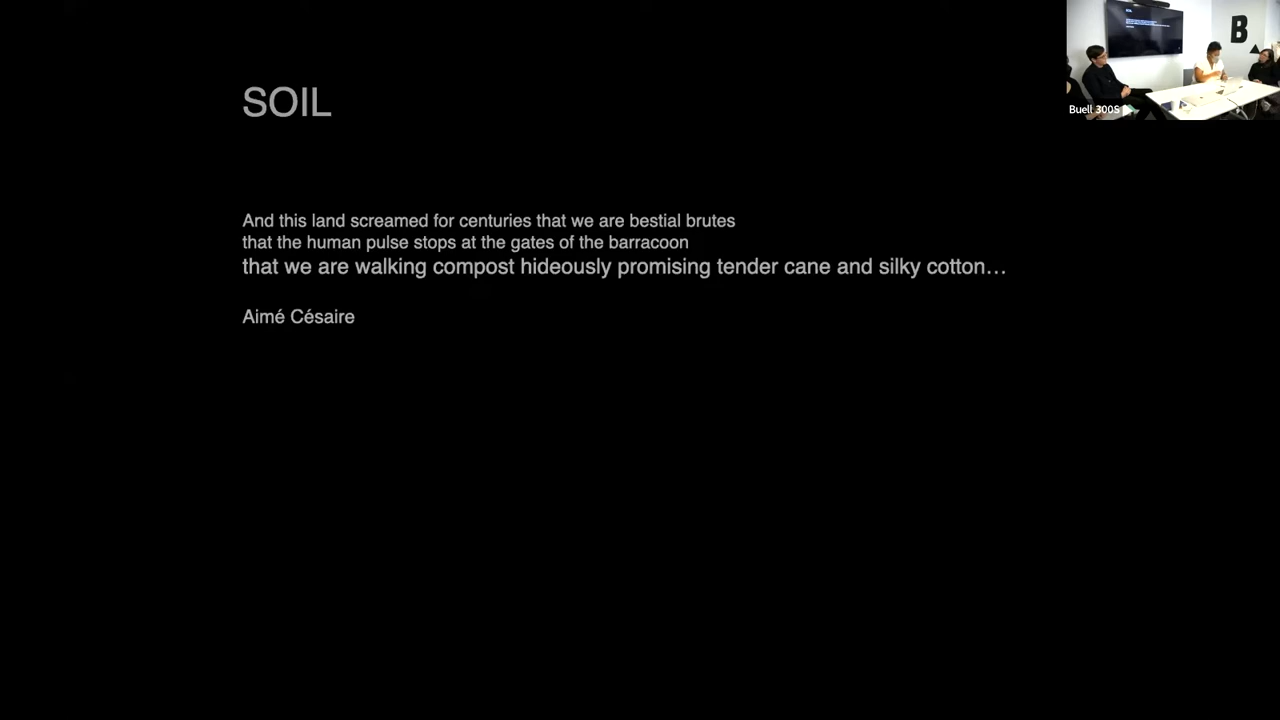 SOIL
And this land screamed for centuries that we are bestial brutes
that the human pulse stops at the gates of the barracoon
that we are walking compost hideously promising tender cane and silky cotton…
Aimé Césaire
B
Buell 300S